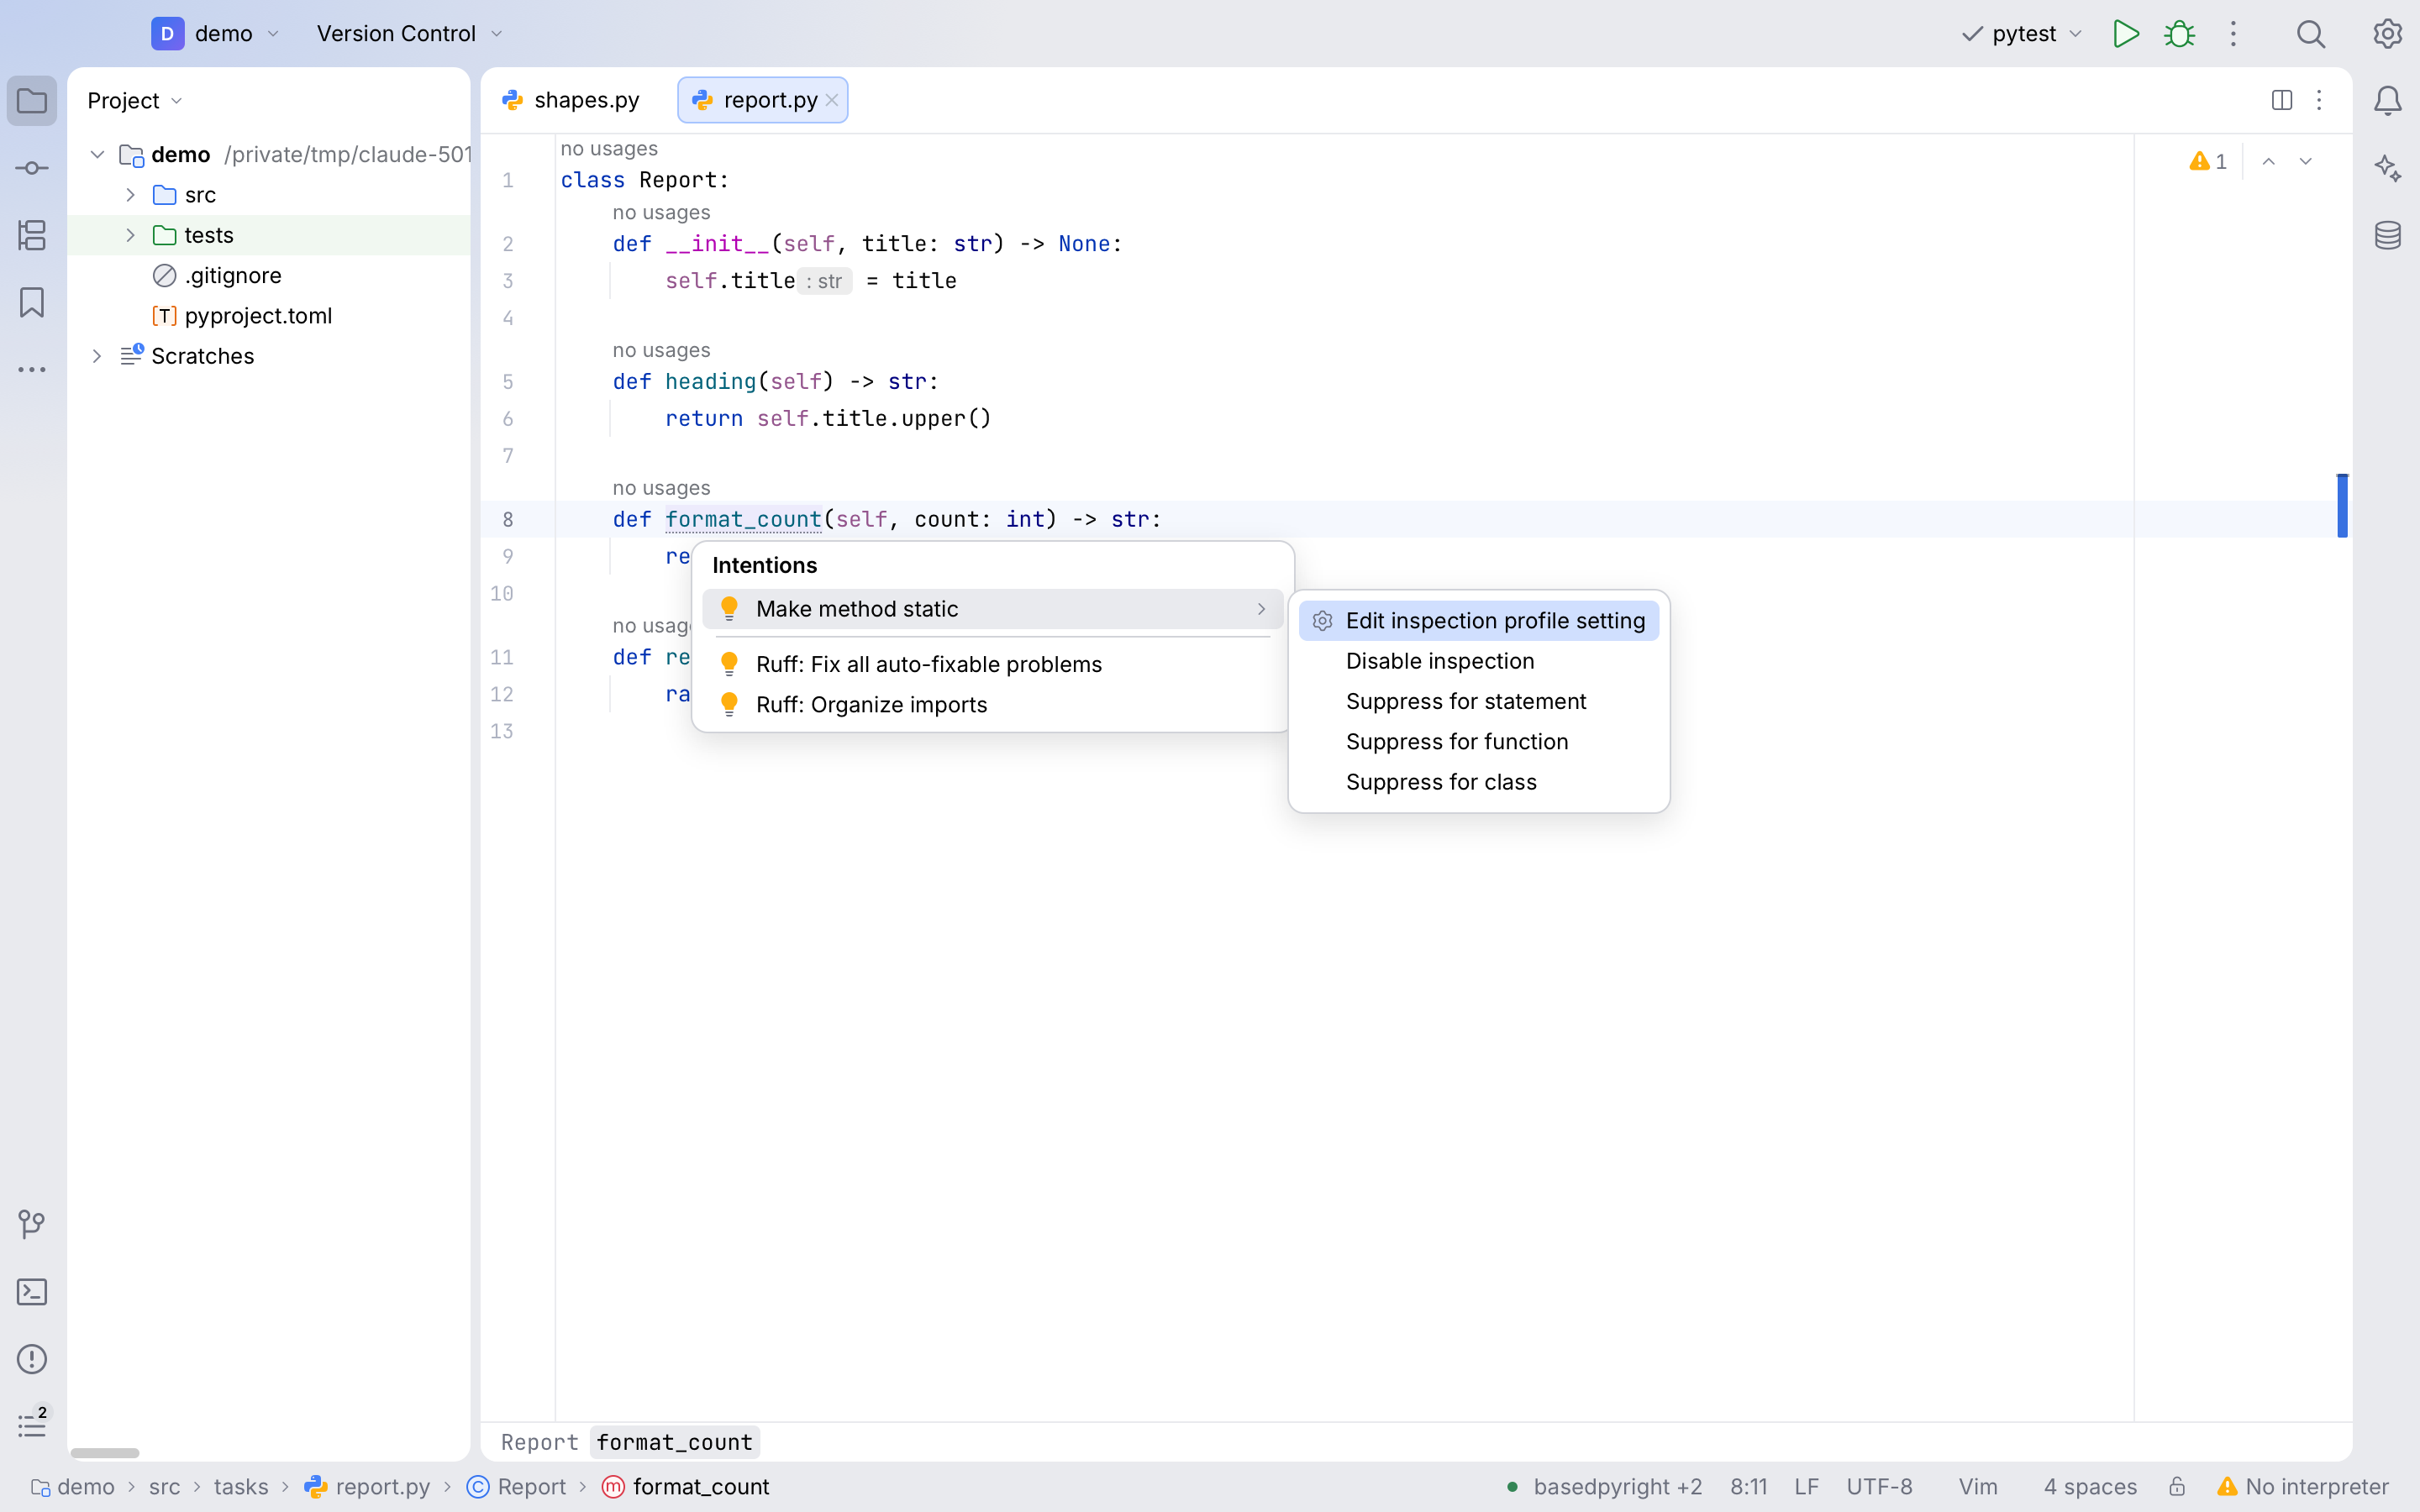 D demo Version Control pytest
Project
shapes.py report.py
demo /private/tmp/claude-501
src
tests
.gitignore
pyproject.toml
Scratches
no usages
1 class Report:
no usages
2 def __init__(self, title: str) -> None:
3 self.title : str = title
4
no usages
5 def heading(self) -> str:
6 return self.title.upper()
7
no usages
8 def format_count(self, count: int) -> str:
9 re
10
no usag
11 def re
12 ra
13
1
Intentions
Make method static
Ruff: Fix all auto-fixable problems
Ruff: Organize imports
Edit inspection profile setting
Disable inspection
Suppress for statement
Suppress for function
Suppress for class
2
Report format_count
demo src tasks report.py Report format_count basedpyright +2 8:11 LF UTF-8 Vim 4 spaces No interpreter